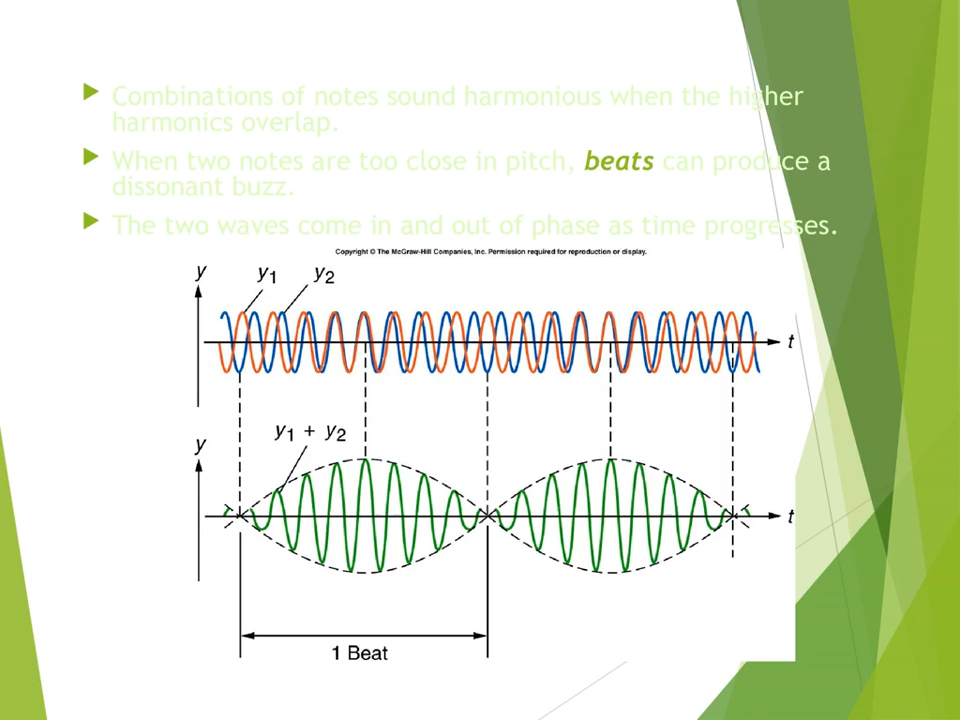 Combinations of notes sound harmonious when the higher
harmonics overlap.
When two notes are too close in pitch, beats can produce a
dissonant buzz.
The two waves come in and out of phase as time progresses.
Copyright © The McGraw-Hill Companies, Inc. Permission required for reproduction or display.
y y1 y2
t
y1 + y2
y
t
1 Beat